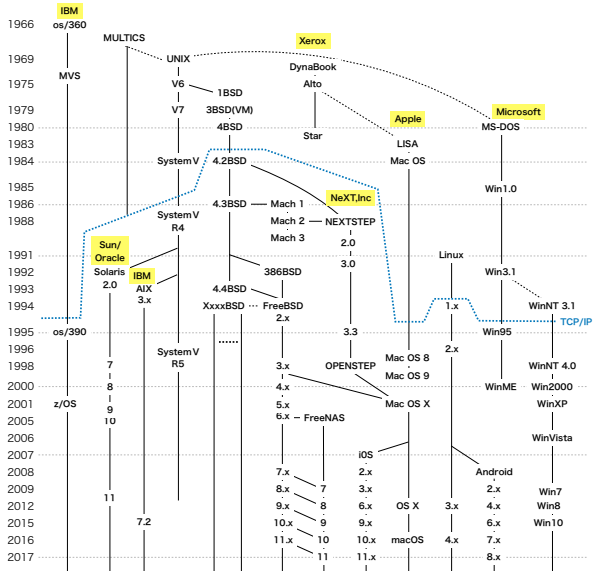 IBM
1966 os/360
MULTICS
Xerox
1969 UNIX
DynaBook
MVS
1975 V6 Alto
1BSD
Apple Microsoft
1979 V7 3BSD(VM)
1980 4BSD MS-DOS
Star
1983 LISA
1984 SystemV 4.2BSD Mac OS
1985 Win1.0
NeXT,Inc
1986 4.3BSD Mach 1
SystemV
R4
1988 Mach 2 NEXTSTEP
Mach 3 2.0
Sun/
Oracle
1991 Linux
3.0
1992 Solaris IBM 386BSD Win3.1
1993 2.0 AIX 4.4BSD
3.x
1994 XxxxBSD FreeBSD 1.x WinNT 3.1
2.x TCP/IP
1995 os/390 3.3 Win95
1996 SystemV
R5
2.x
Mac OS 8
1998 7 3.x OPENSTEP WinNT 4.0
Mac OS 9
2000 8 4.x WinME Win2000
2001 z/OS 9 5.x Mac OS X WinXP
2005 10 6.x FreeNAS
2006 WinVista
2007 iOS
2008 7.x 2.x Android
2009 11 8.x 7 3.x 2.x Win7
2012 9.x 8 6.x OS X 3.x 4.x Win8
2015 7.2 10.x 9 9.x 6.x Win10
2016 11.x 10 10.x macOS 4.x 7.x
2017 11 11.x 8.x